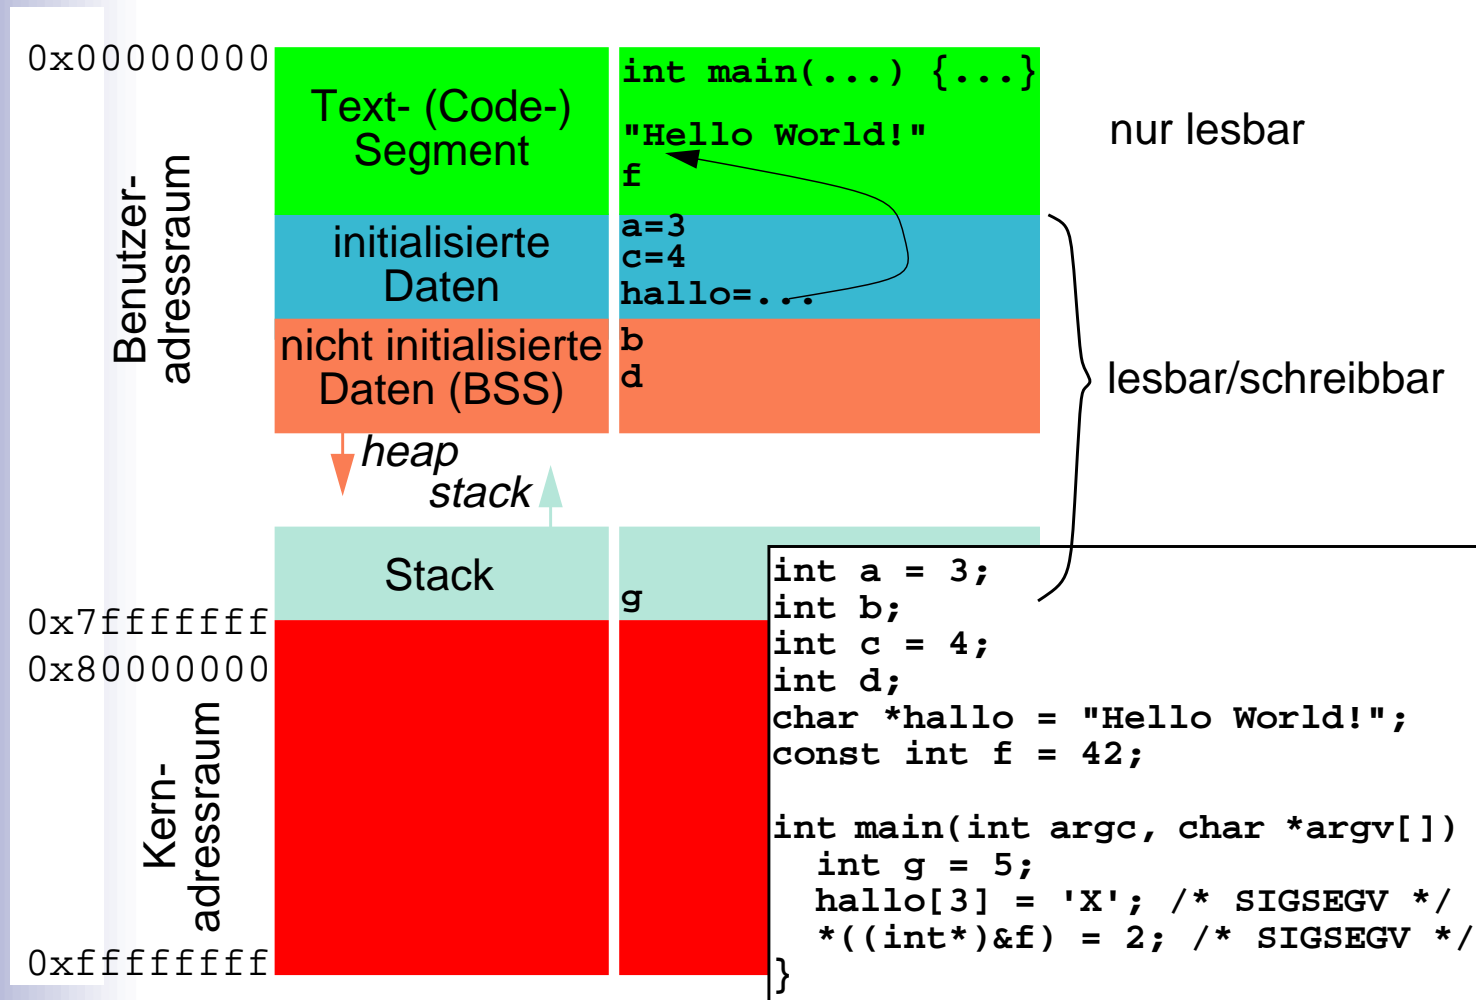 0x00000000
Text- (Code-)
Segment
int main(...) {...}
"Hello World!"
f
nur lesbar
Benutzer-
adressraum
initialisierte
Daten
a=3
c=4
hallo=...
nicht initialisierte
Daten (BSS)
b
d
lesbar/schreibbar
heap
stack
Stack
g
0x7fffffff
0x80000000
Kern-
adressraum
0xffffffff
int a = 3;
int b;
int c = 4;
int d;
char *hallo = "Hello World!";
const int f = 42;
int main(int argc, char *argv[])
int g = 5;
hallo[3] = 'X'; /* SIGSEGV */
*((int*)&f) = 2; /* SIGSEGV */
}